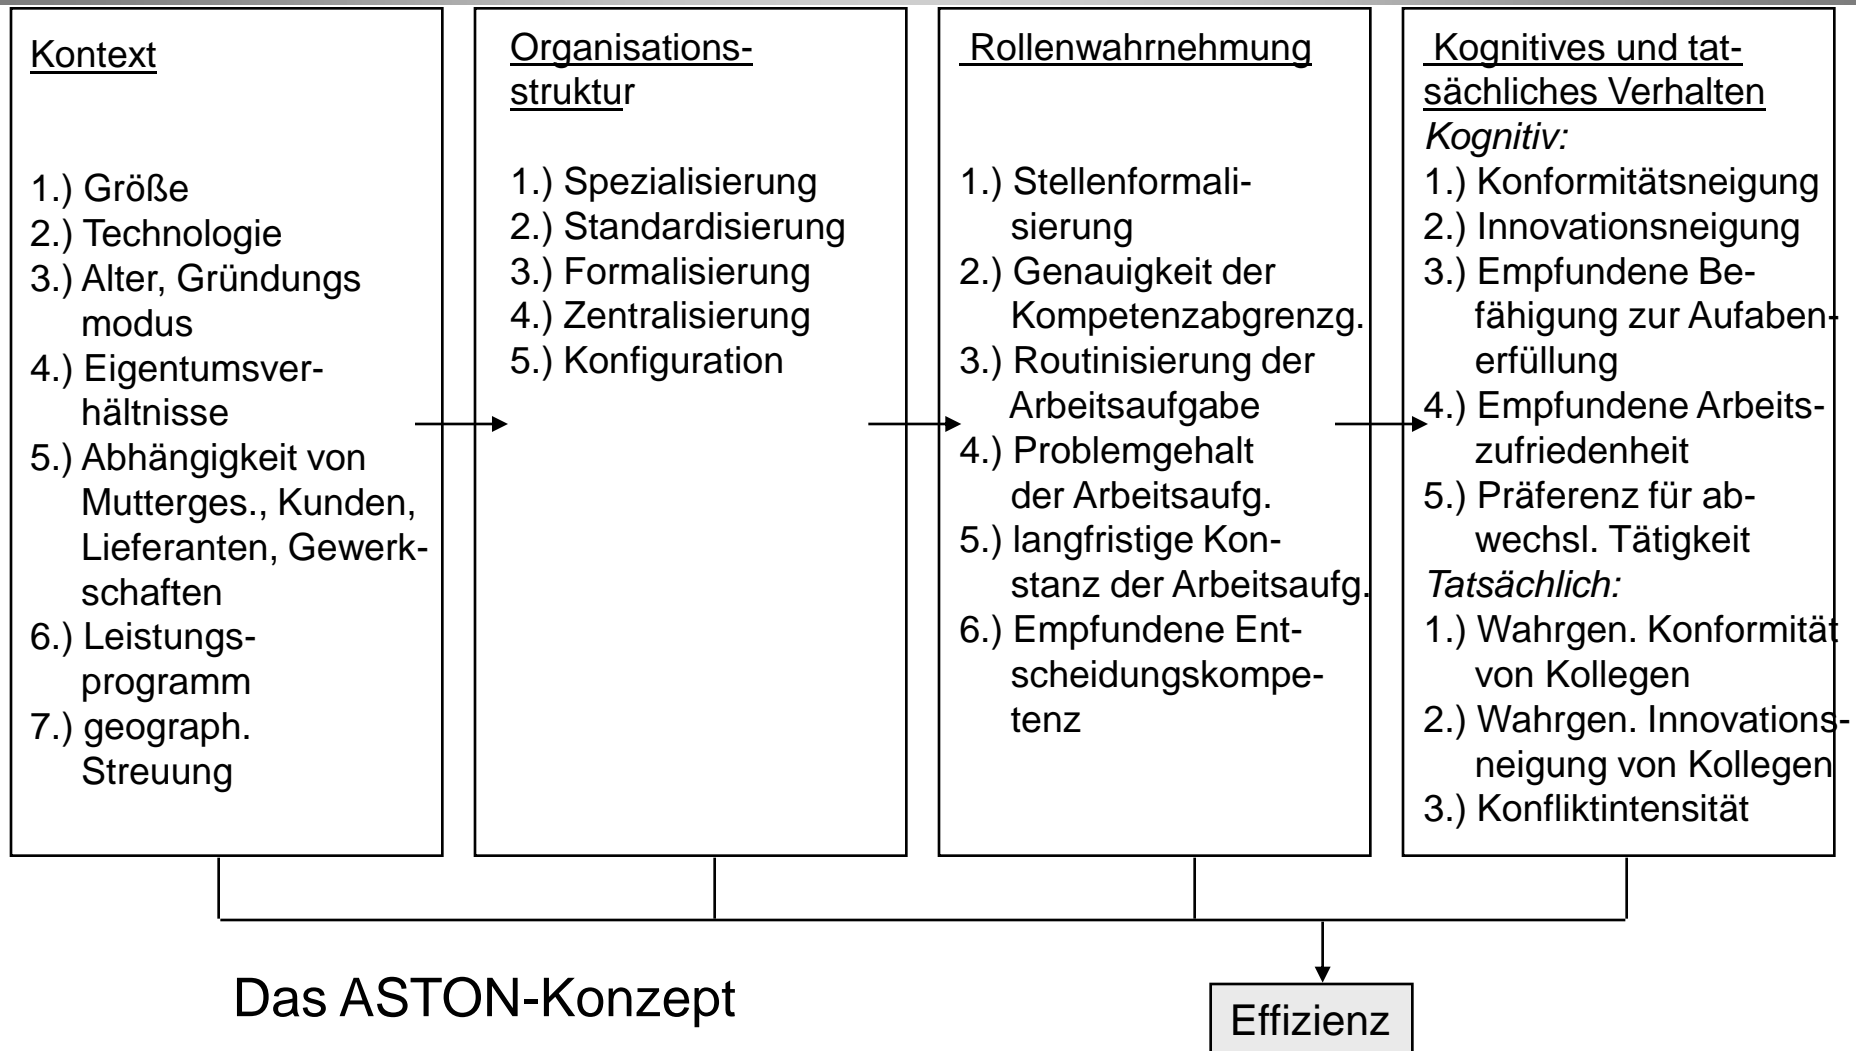 Kontext
1.) Größe
2.) Technologie
3.) Alter, Gründungs
modus
4.) Eigentumsver-
hältnisse
5.) Abhängigkeit von
Mutterges., Kunden,
Lieferanten, Gewerk-
schaften
6.) Leistungs-
programm
7.) geograph.
Streuung
Organisations-
struktur
1.) Spezialisierung
2.) Standardisierung
3.) Formalisierung
4.) Zentralisierung
5.) Konfiguration
Rollenwahrnehmung
1.) Stellenformali-
sierung
2.) Genauigkeit der
Kompetenzabgrenzg.
3.) Routinisierung der
Arbeitsaufgabe
4.) Problemgehalt
der Arbeitsaufg.
5.) langfristige Kon-
stanz der Arbeitsaufg.
6.) Empfundene Ent-
scheidungskompe-
tenz
Kognitives und tat-
sächliches Verhalten
Kognitiv:
1.) Konformitätsneigung
2.) Innovationsneigung
3.) Empfundene Be-
fähigung zur Aufaben-
erfüllung
4.) Empfundene Arbeits-
zufriedenheit
5.) Präferenz für ab-
wechsl. Tätigkeit
Tatsächlich:
1.) Wahrgen. Konformität
von Kollegen
2.) Wahrgen. Innovations-
neigung von Kollegen
3.) Konfliktintensität
Das ASTON-Konzept
Effizienz